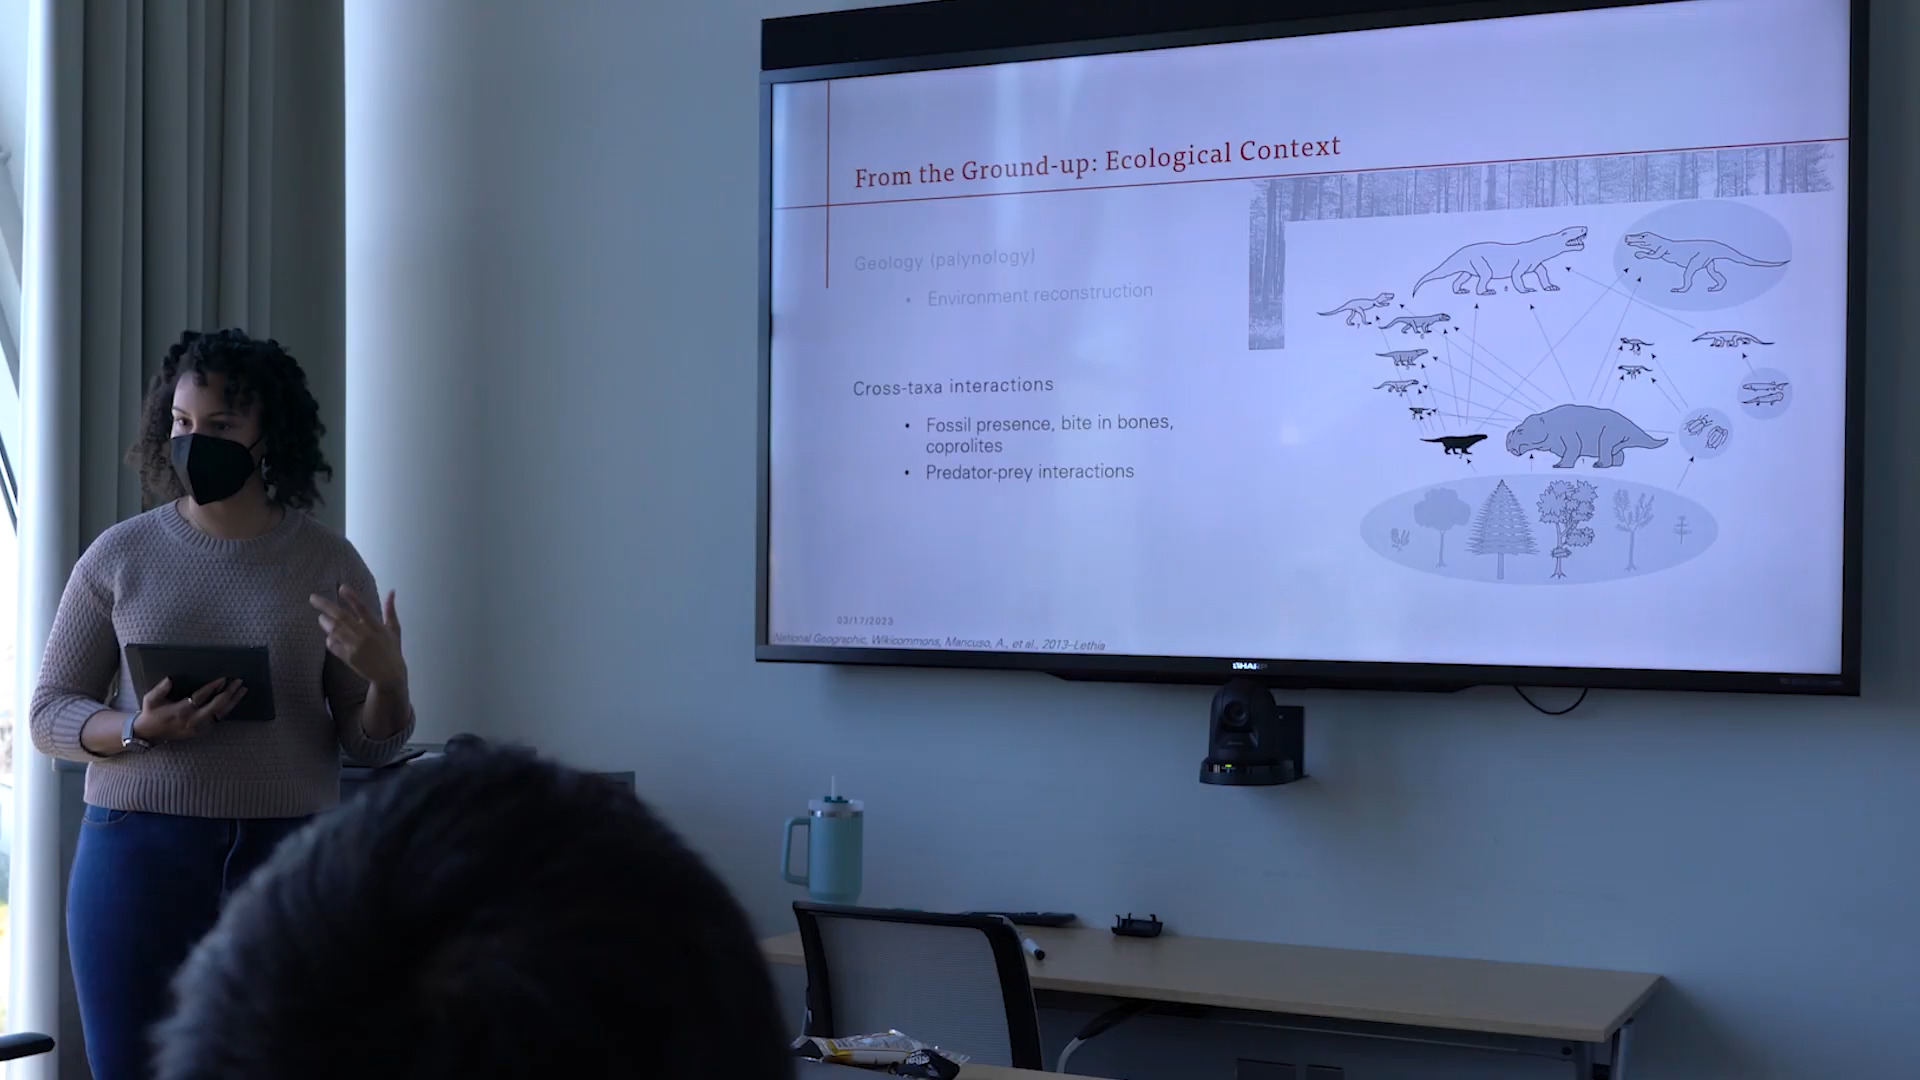 From the Ground-up: Ecological Context
Geology (palynology)
• Environment reconstruction
Cross-taxa interactions
• Fossil presence, bite in bones,
coprolites
• Predator-prey interactions
03/17/2023
National Geographic, Wikicommons, Mancuso, A., et al., 2013–Lethia
SHARP